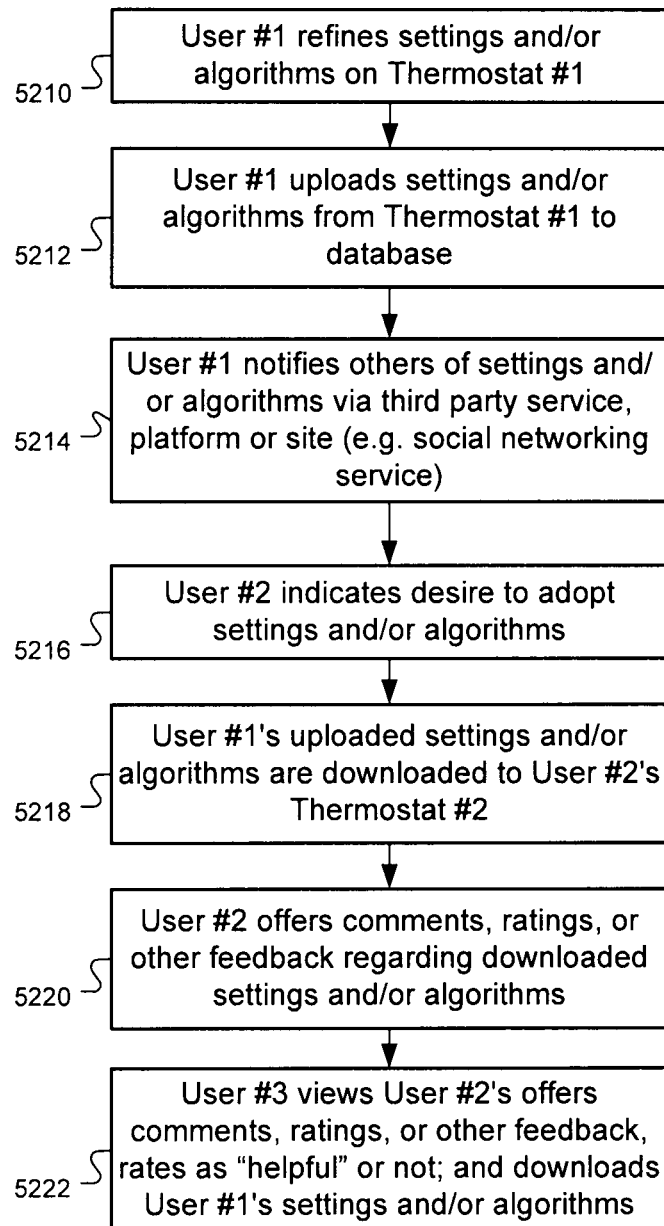 User #1 refines settings and/or
algorithms on Thermostat #1
5210
User #1 uploads settings and/or
algorithms from Thermostat #1 to
database
5212
User #1 notifies others of settings and/
or algorithms via third party service,
platform or site (e.g. social networking
service)
5214
User #2 indicates desire to adopt
settings and/or algorithms
5216
User #1's uploaded settings and/or
algorithms are downloaded to User #2's
Thermostat #2
5218
User #2 offers comments, ratings, or
other feedback regarding downloaded
settings and/or algorithms
5220
User #3 views User #2's offers
comments, ratings, or other feedback,
rates as “helpful” or not; and downloads
User #1's settings and/or algorithms
5222